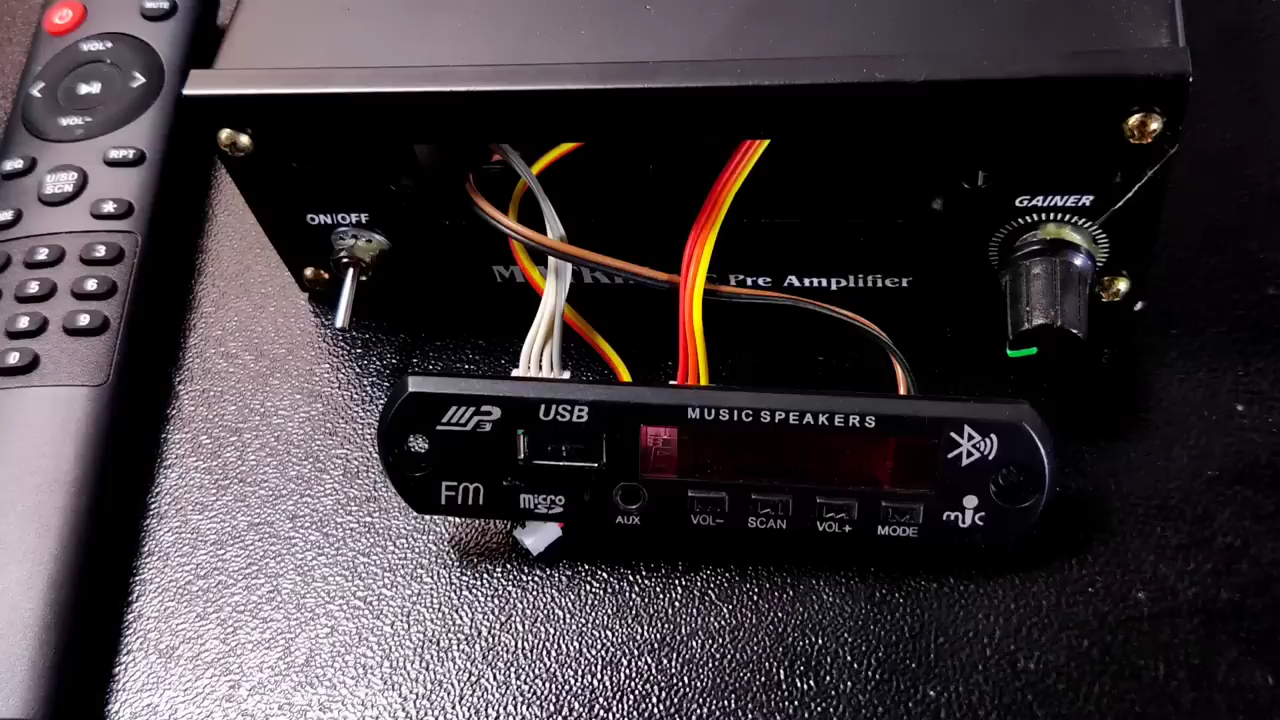 MUTE
VOL+
VOL-
EQ
RPT
U/SD
SCN
*
2
3
5
6
8
9
0
ON/OFF
GAINER
Pre Amplifier
MP3
USB
MUSIC SPEAKERS
FM
micro
SD
AUX
VOL-
SCAN
VOL+
MODE
mic